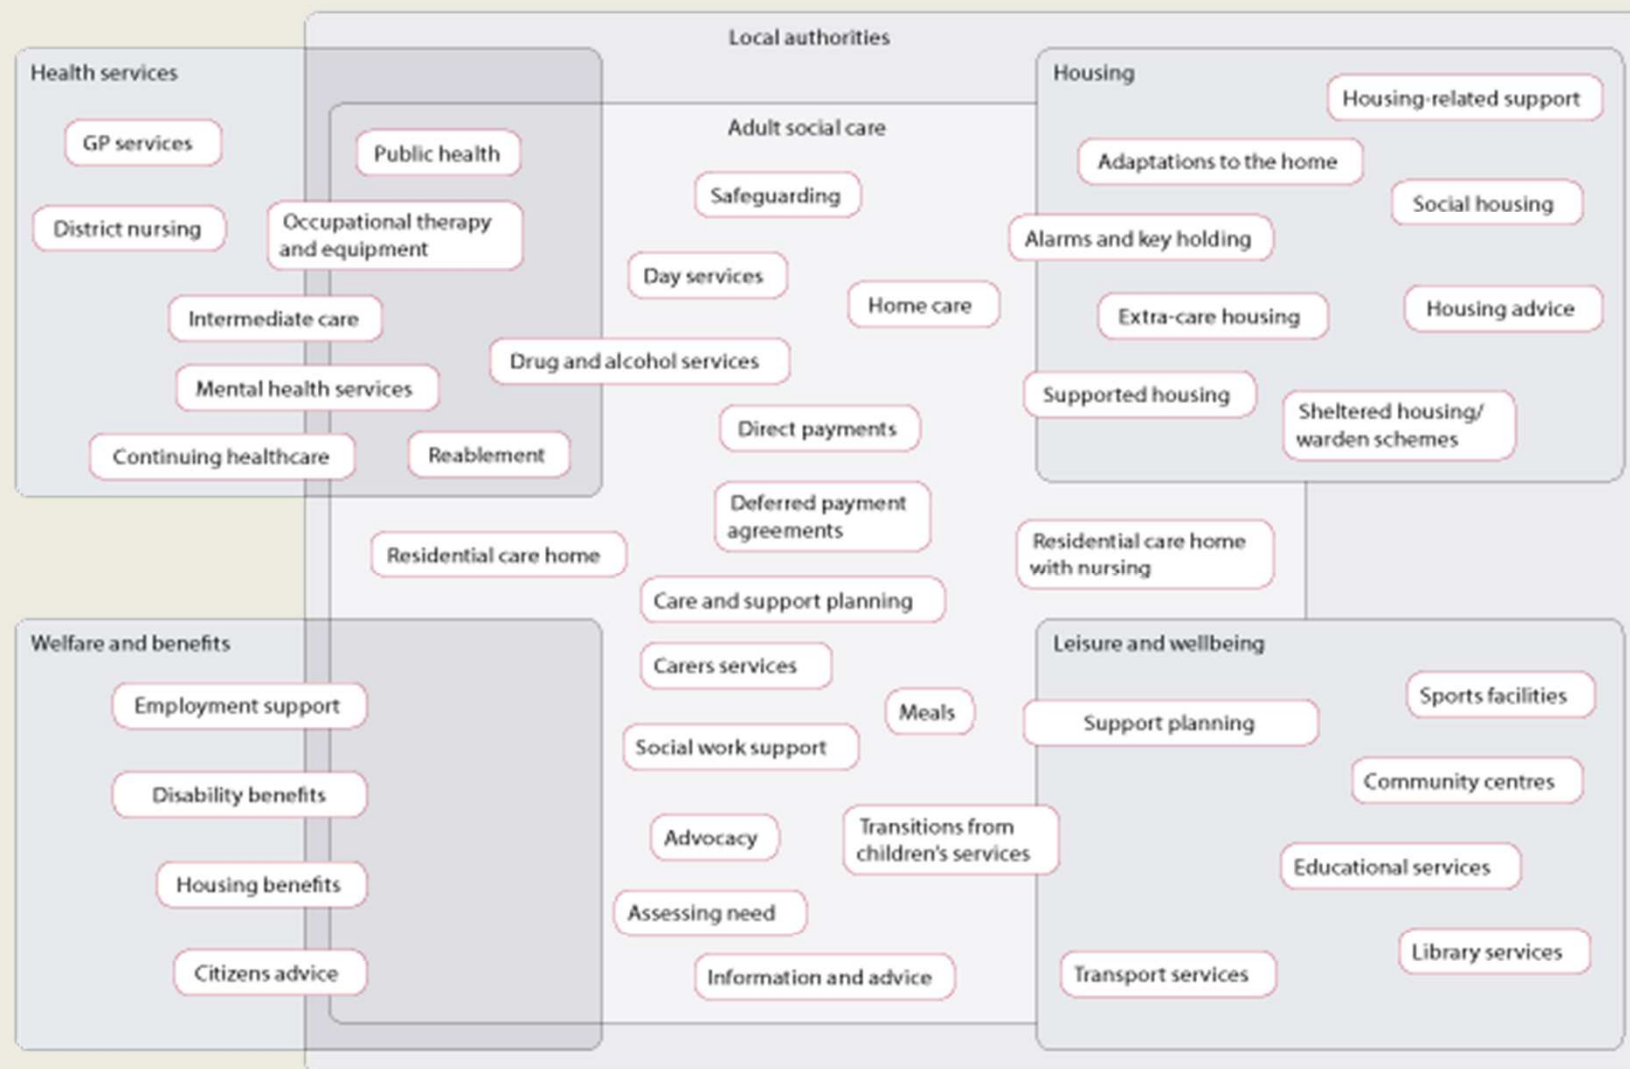 Local authorities
Health services
GP services
District nursing
Public health
Occupational therapy
and equipment
Intermediate care
Mental health services
Continuing healthcare
Reablement
Drug and alcohol services
Adult social care
Safeguarding
Day services
Home care
Direct payments
Deferred payment
agreements
Residential care home
Residential care home
with nursing
Care and support planning
Carers services
Meals
Social work support
Advocacy
Transitions from
children's services
Assessing need
Information and advice
Housing
Housing-related support
Adaptations to the home
Social housing
Alarms and key holding
Extra-care housing
Housing advice
Supported housing
Sheltered housing/
warden schemes
Welfare and benefits
Employment support
Disability benefits
Housing benefits
Citizens advice
Leisure and wellbeing
Sports facilities
Support planning
Community centres
Educational services
Library services
Transport services